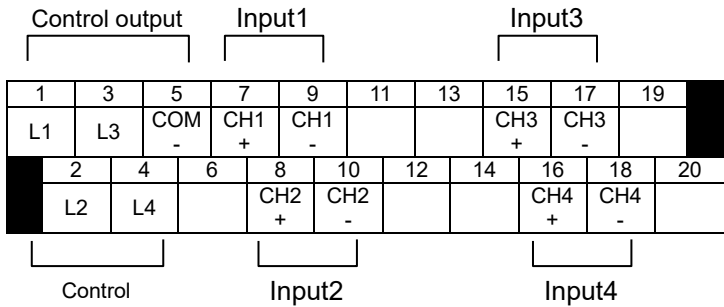 Control output Input1 Input3
1 3 5 7 9 11 13 15 17 19
L1 L3 COM - CH1 + CH1 - CH3 + CH3 -
2 4 6 8 10 12 14 16 18 20
L2 L4 CH2 + CH2 - CH4 + CH4 -
Control Input2 Input4